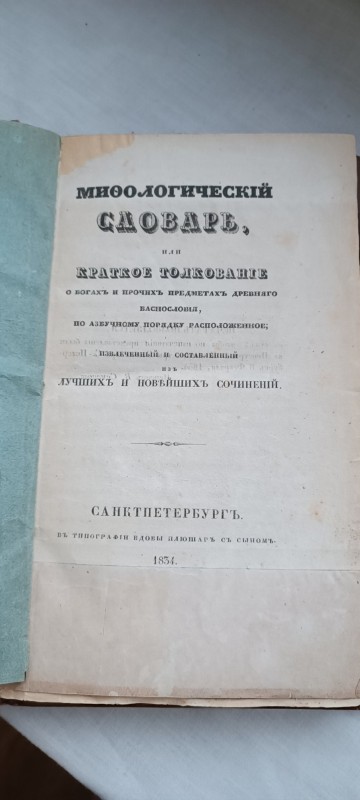 МИѲОЛОГИЧЕСКІЙ
СЛОВАРЬ,
ИЛИ
КРАТКОЕ ТОЛКОВАНІЕ
О БОГАХЪ И ПРОЧИХЪ ПРЕДМЕТАХЪ ДРЕВНЯГО
БАСНОСЛОВІЯ,
ПО АЗБУЧНОМУ ПОРЯДКУ РАСПОЛОЖЕННОЕ,
ИЗВЛЕЧЕННЫЙ И СОСТАВЛЕННЫЙ
ИЗЪ
ЛУЧШИХЪ И НОВѢЙШИХЪ СОЧИНЕНІЙ.
САНКТПЕТЕРБУРГЪ.
ВЪ ТИПОГРАФІИ ВДОВЫ ПЛЮШАРЪ СЪ СЫНОМЪ.
1834.